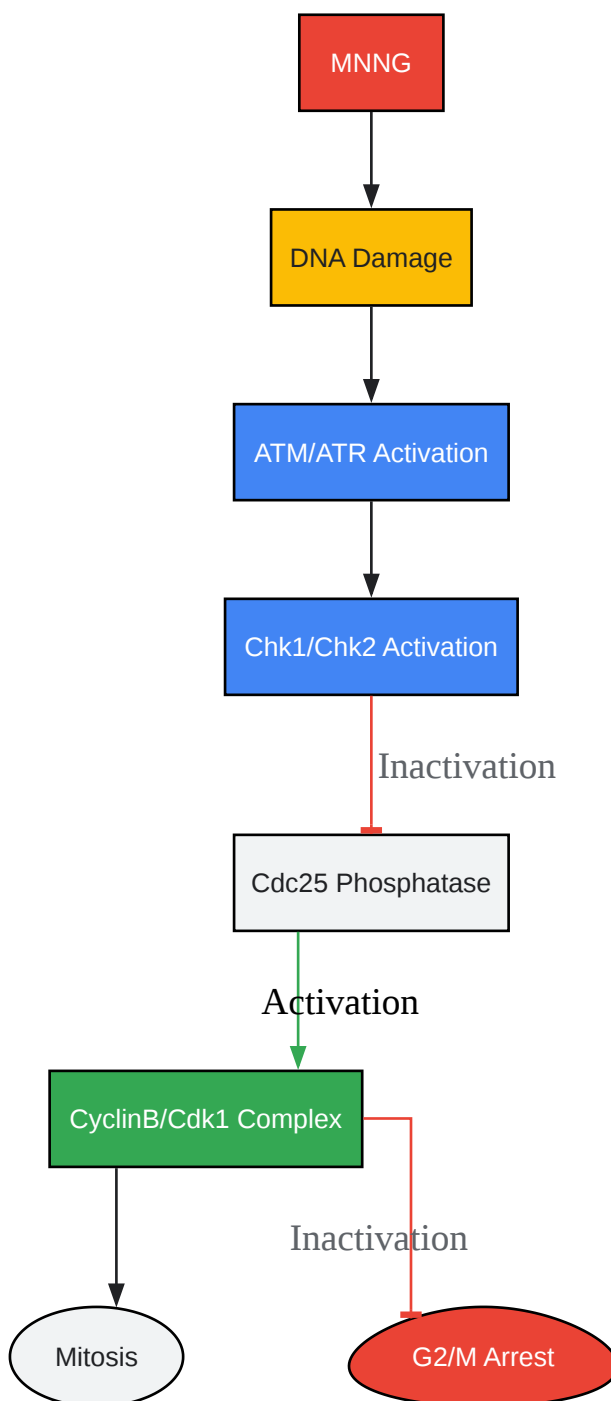 MNNG
DNA Damage
ATM/ATR Activation
Chk1/Chk2 Activation
Inactivation
Cdc25 Phosphatase
Activation
CyclinB/Cdk1 Complex
Inactivation
Mitosis
G2/M Arrest